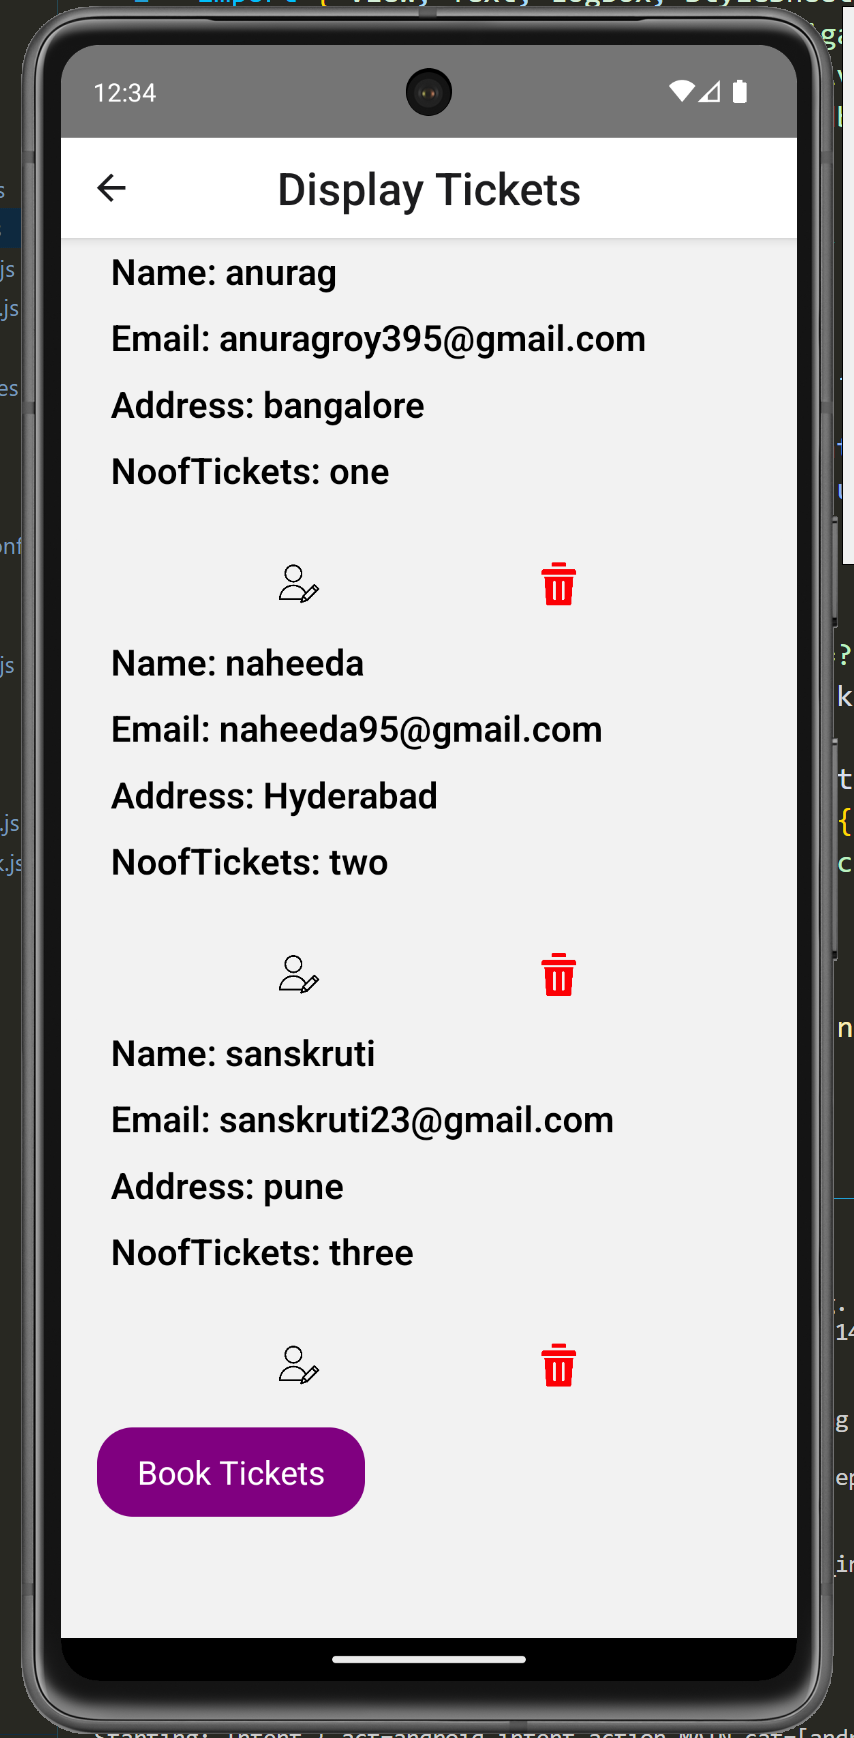 12:34
Display Tickets
Name: anurag
Email: anuragroy395@gmail.com
Address: bangalore
NoofTickets: one
Name: naheeda
Email: naheeda95@gmail.com
Address: Hyderabad
NoofTickets: two
Name: sanskruti
Email: sanskruti23@gmail.com
Address: pune
NoofTickets: three
Book Tickets